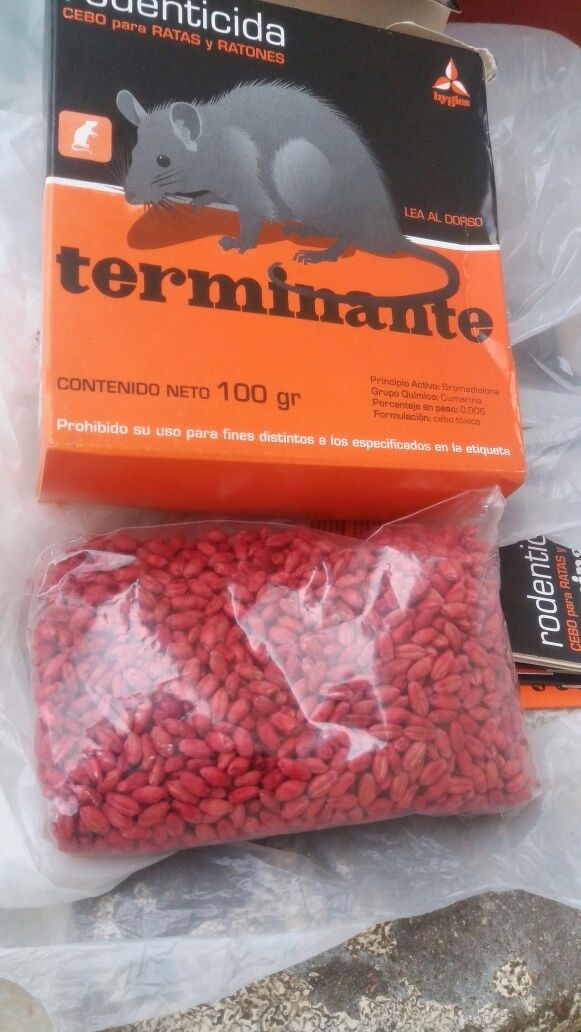 rodenticida
CEBO para RATAS y RATONES
hygles
LEA AL DORSO
terminante
CONTENIDO NETO 100 gr
Principio Activo: Bromadiolona
Grupo Químico: Cumarina
Porcentaje en peso: 0,005
Formulación: cebo tóxico
Prohibido su uso para fines distintos a los especificados en la etiqueta
rodentic
CEBO para RATAS y